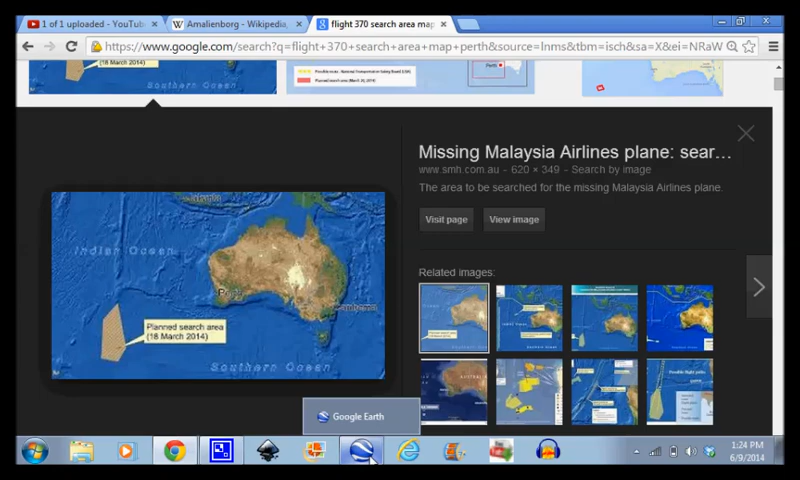 1 of 1 uploaded - YouTub
Amalienborg - Wikipedia,
flight 370 search area map
https://www.google.com/search?q=flight+370+search+area+map+perth&source=lnms&tbm=isch&sa=X&ei=NRaW
(18 March 2014)
Southern Ocean
Perth
Missing Malaysia Airlines plane: sear...
www.smh.com.au - 620 × 349 - Search by image
The area to be searched for the missing Malaysia Airlines plane.
Visit page
View image
Indian Ocean
Perth
Planned search area
(18 March 2014)
Southern Ocean
Related images:
Google Earth
1:24 PM
6/9/2014